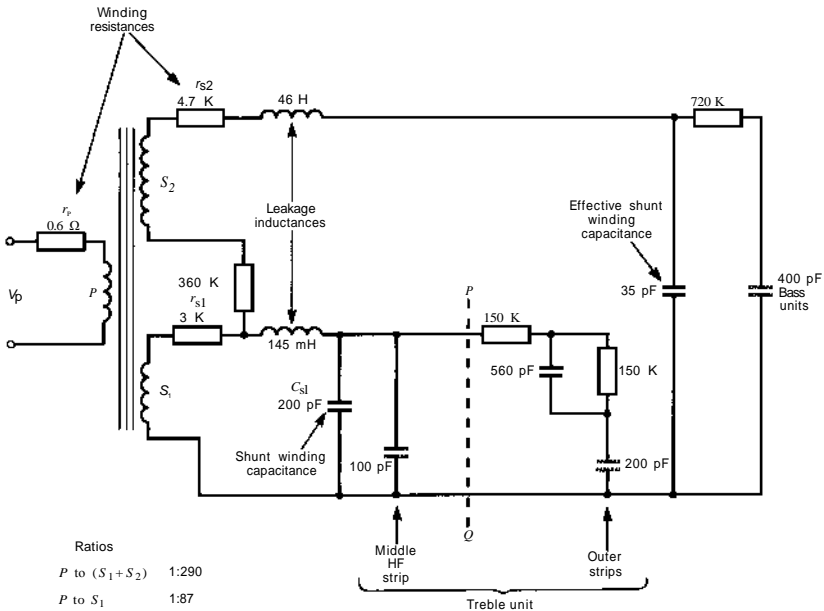 Winding
resistances
rs2
4.7 K
46 H
720 K
S2
Leakage
inductances
Effective shunt
winding
capacitance
rP
0.6 Ω
VP
P
360 K
rs1
3 K
145 mH
P
150 K
35 pF
400 pF
Bass
units
560 pF
150 K
S1
Cs1
200 pF
Shunt winding
capacitance
100 pF
200 pF
Q
Middle
HF
strip
Outer
strips
Treble unit
Ratios
P to (S1+S2) 1:290
P to S1 1:87